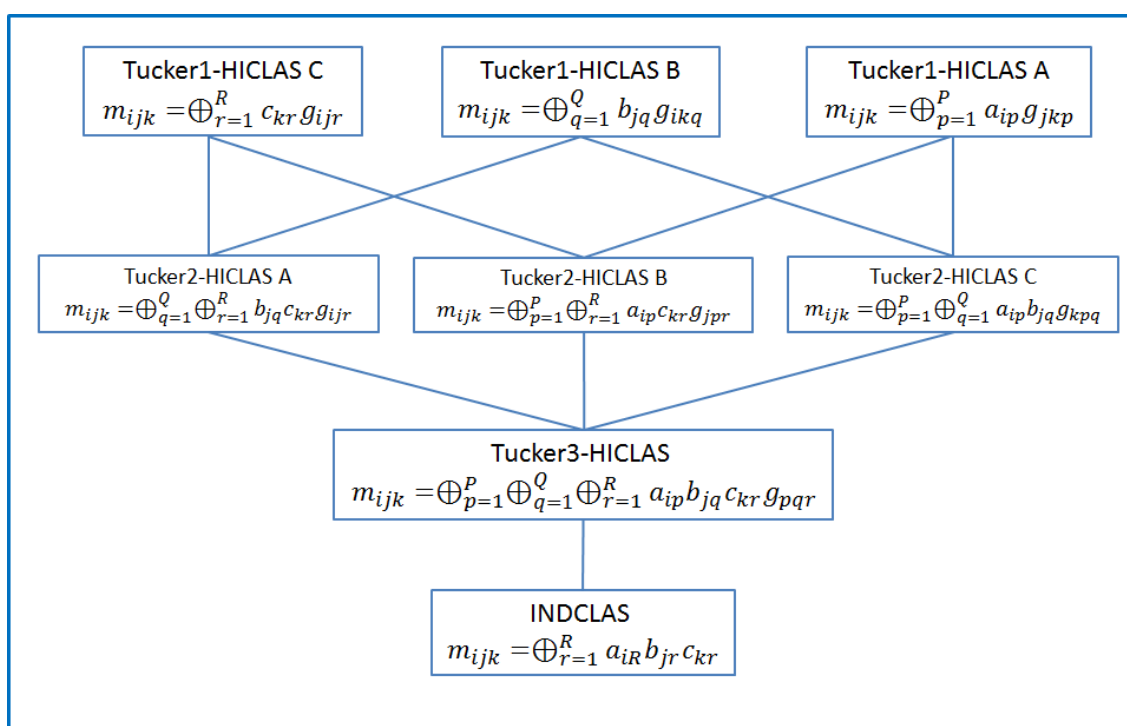 Tucker1-HICLAS C
m_{ijk} = ⊕_{r=1}^{R} c_{kr} g_{ijr}
Tucker1-HICLAS B
m_{ijk} = ⊕_{q=1}^{Q} b_{jq} g_{ikq}
Tucker1-HICLAS A
m_{ijk} = ⊕_{p=1}^{P} a_{ip} g_{jkp}
Tucker2-HICLAS A
m_{ijk} = ⊕_{q=1}^{Q} ⊕_{r=1}^{R} b_{jq} c_{kr} g_{ijr}
Tucker2-HICLAS B
m_{ijk} = ⊕_{p=1}^{P} ⊕_{r=1}^{R} a_{ip} c_{kr} g_{jpr}
Tucker2-HICLAS C
m_{ijk} = ⊕_{p=1}^{P} ⊕_{q=1}^{Q} a_{ip} b_{jq} g_{kpq}
Tucker3-HICLAS
m_{ijk} = ⊕_{p=1}^{P} ⊕_{q=1}^{Q} ⊕_{r=1}^{R} a_{ip} b_{jq} c_{kr} g_{pqr}
INDCLAS
m_{ijk} = ⊕_{r=1}^{R} a_{iR} b_{jr} c_{kr}